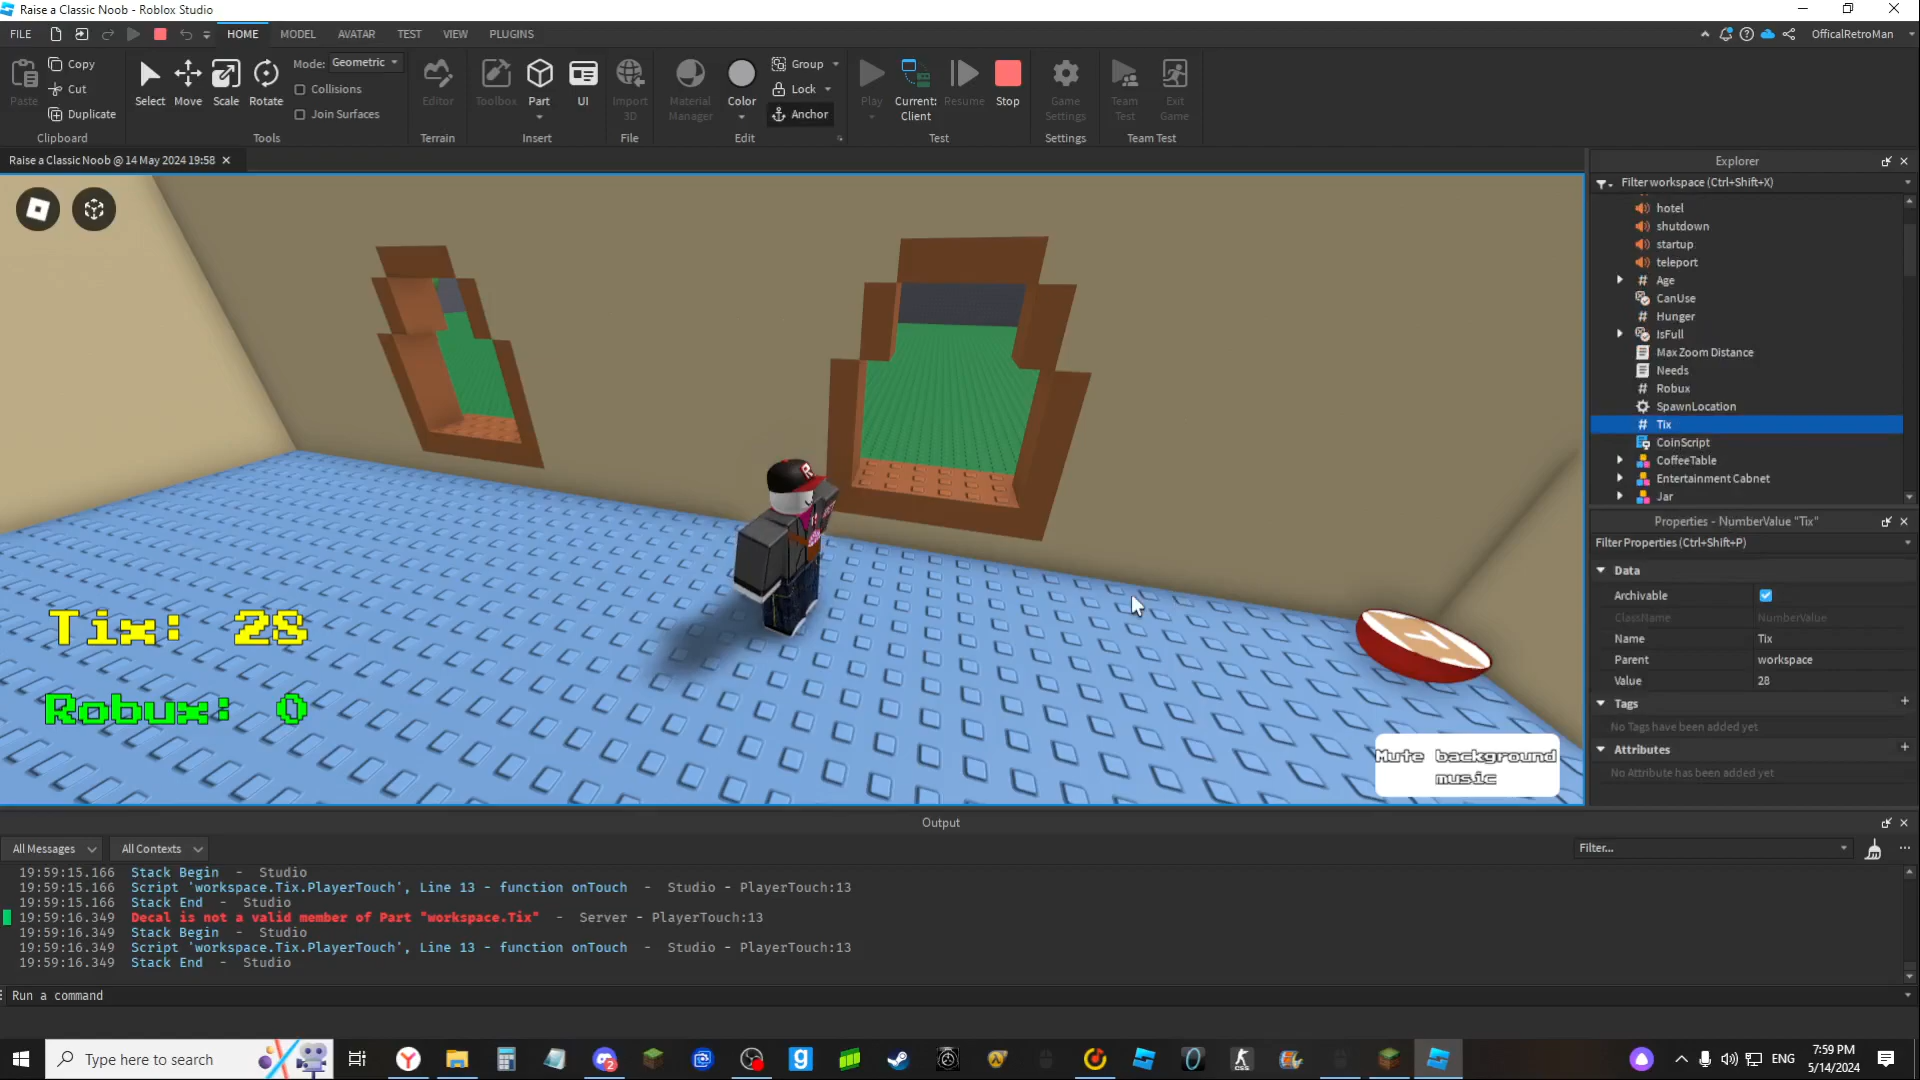 Raise a Classic Noob - Roblox Studio
FILE HOME MODEL AVATAR TEST VIEW PLUGINS OfficalRetroMan
Paste
Copy
Cut
Duplicate
Clipboard
Select Move Scale Rotate
Mode: Geometric
Collisions
Join Surfaces
Tools
Editor
Terrain
Toolbox Part UI
Insert
Import 3D
File
Material Manager
Color
Group
Lock
Anchor
Edit
Play
Current: Client
Resume
Stop
Test
Game Settings
Settings
Team Test
Exit Game
Team Test
Raise a Classic Noob @ 14 May 2024 19:58
Explorer
Filter workspace (Ctrl+Shift+X)
hotel
shutdown
startup
teleport
Age
CanUse
Hunger
IsFull
Max Zoom Distance
Needs
Robux
SpawnLocation
Tix
CoinScript
CoffeeTable
Entertainment Cabnet
Jar
Properties - NumberValue "Tix"
Filter Properties (Ctrl+Shift+P)
Data
Archivable
ClassName NumberValue
Name Tix
Parent workspace
Value 28
Tags
No Tags have been added yet
Attributes
No Attribute has been added yet
Tix: 28
Robux: 0
Mute background
music
Output
All Messages All Contexts Filter...
19:59:15.166 Stack Begin - Studio
19:59:15.166 Script 'workspace.Tix.PlayerTouch', Line 13 - function onTouch - Studio - PlayerTouch:13
19:59:15.166 Stack End - Studio
19:59:16.349 Decal is not a valid member of Part "workspace.Tix" - Server - PlayerTouch:13
19:59:16.349 Stack Begin - Studio
19:59:16.349 Script 'workspace.Tix.PlayerTouch', Line 13 - function onTouch - Studio - PlayerTouch:13
19:59:16.349 Stack End - Studio
Run a command
Type here to search
ENG
7:59 PM
5/14/2024